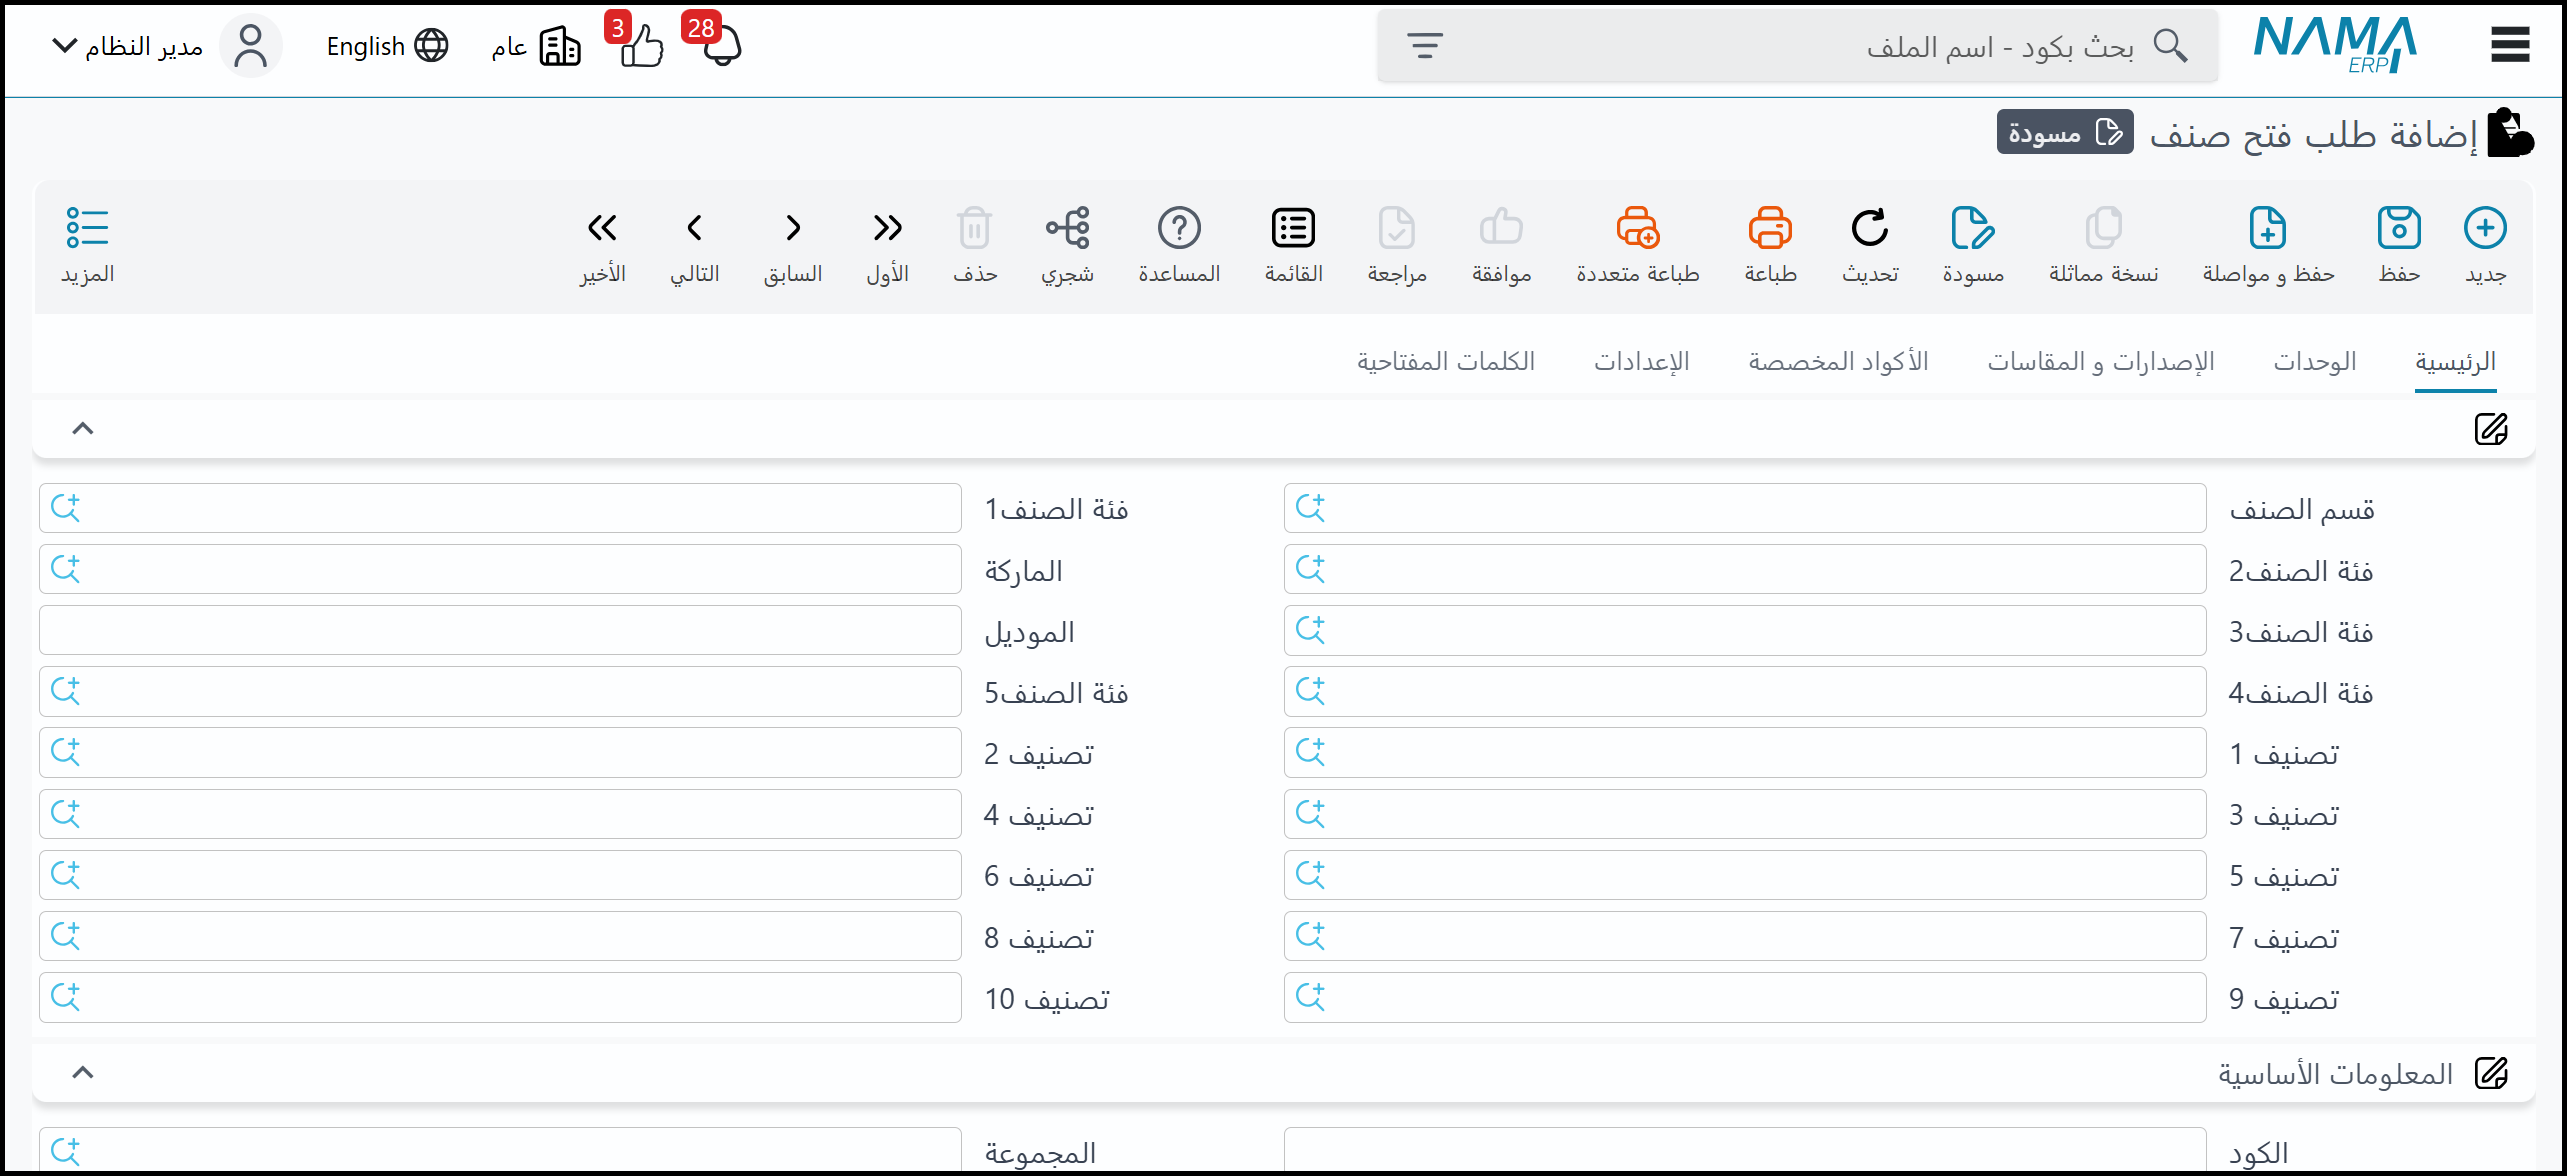 NAMA ERP
بحث بكود - اسم الملف
28
3
عام
English
مدير النظام
إضافة طلب فتح صنف
مسودة
جديد
حفظ
حفظ و مواصلة
نسخة مماثلة
مسودة
تحديث
طباعة
طباعة متعددة
موافقة
مراجعة
القائمة
المساعدة
شجري
حذف
الأول
السابق
التالي
الأخير
المزيد
الرئيسية
الوحدات
الإصدارات و المقاسات
الأكواد المخصصة
الإعدادات
الكلمات المفتاحية
قسم الصنف
فئة الصنف1
فئة الصنف2
الماركة
فئة الصنف3
الموديل
فئة الصنف4
فئة الصنف5
تصنيف 1
تصنيف 2
تصنيف 3
تصنيف 4
تصنيف 5
تصنيف 6
تصنيف 7
تصنيف 8
تصنيف 9
تصنيف 10
المعلومات الأساسية
الكود
المجموعة